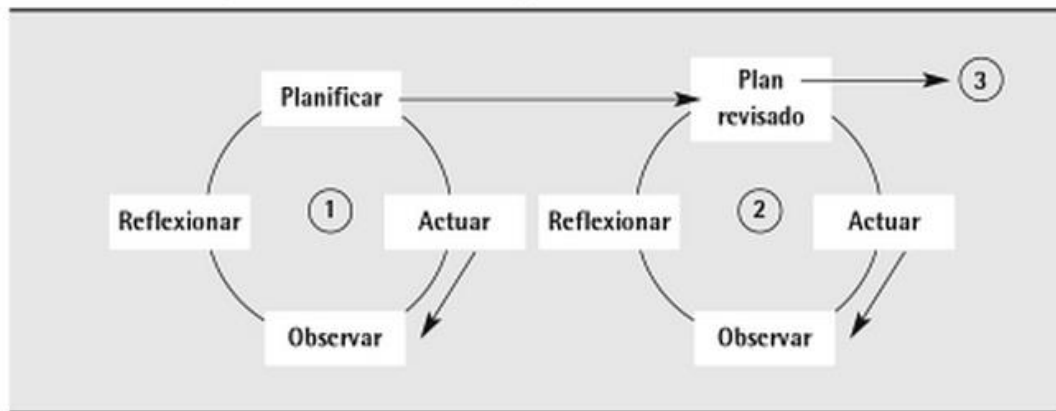 Planificar
Plan
revisado
3
Reflexionar
1
Actuar
Reflexionar
2
Actuar
Observar
Observar